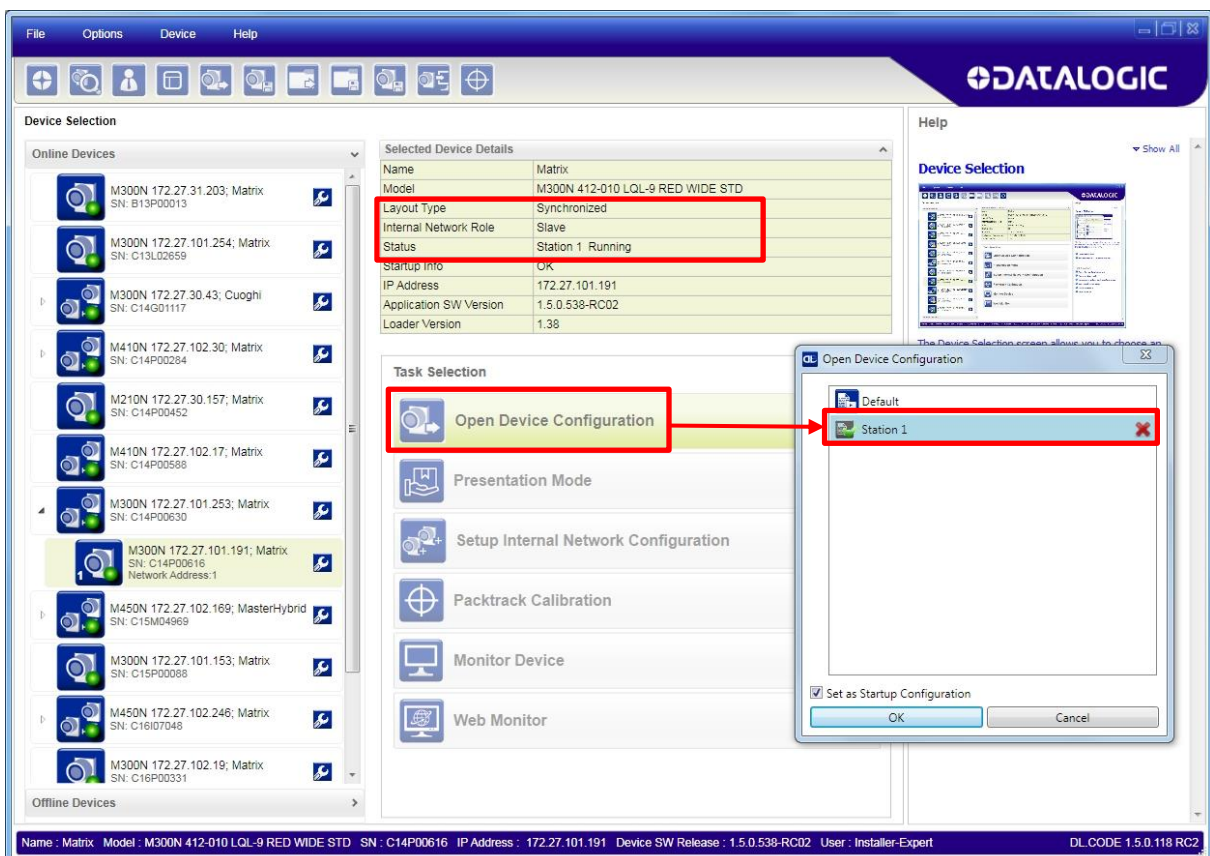 File Options Device Help
DATALOGIC
Device Selection
Online Devices
M300N 172.27.31.203; Matrix
SN: B13P00013
M300N 172.27.101.254; Matrix
SN: C13L02659
M300N 172.27.30.43; Cuoghi
SN: C14G01117
M410N 172.27.102.30; Matrix
SN: C14P00284
M210N 172.27.30.157; Matrix
SN: C14P00452
M410N 172.27.102.17; Matrix
SN: C14P00588
M300N 172.27.101.253; Matrix
SN: C14P00630
1
M300N 172.27.101.191; Matrix
SN: C14P00616
Network Address:1
M450N 172.27.102.169; MasterHybrid
SN: C15M04969
M300N 172.27.101.153; Matrix
SN: C15P00088
M450N 172.27.102.246; Matrix
SN: C16I07048
M300N 172.27.102.19; Matrix
SN: C16P00331
Offline Devices
Selected Device Details
Name Matrix
Model M300N 412-010 LQL-9 RED WIDE STD
Layout Type Synchronized
Internal Network Role Slave
Status Station 1 Running
Startup Info OK
IP Address 172.27.101.191
Application SW Version 1.5.0.538-RC02
Loader Version 1.38
Task Selection
Open Device Configuration
Presentation Mode
Setup Internal Network Configuration
Packtrack Calibration
Monitor Device
Web Monitor
Help
Show All
Device Selection
The Device Selection screen allows you to choose an
Open Device Configuration
Default
Station 1
Set as Startup Configuration
OK Cancel
Name : Matrix Model : M300N 412-010 LQL-9 RED WIDE STD SN : C14P00616 IP Address : 172.27.101.191 Device SW Release : 1.5.0.538-RC02 User : Installer-Expert DL.CODE 1.5.0.118 RC2